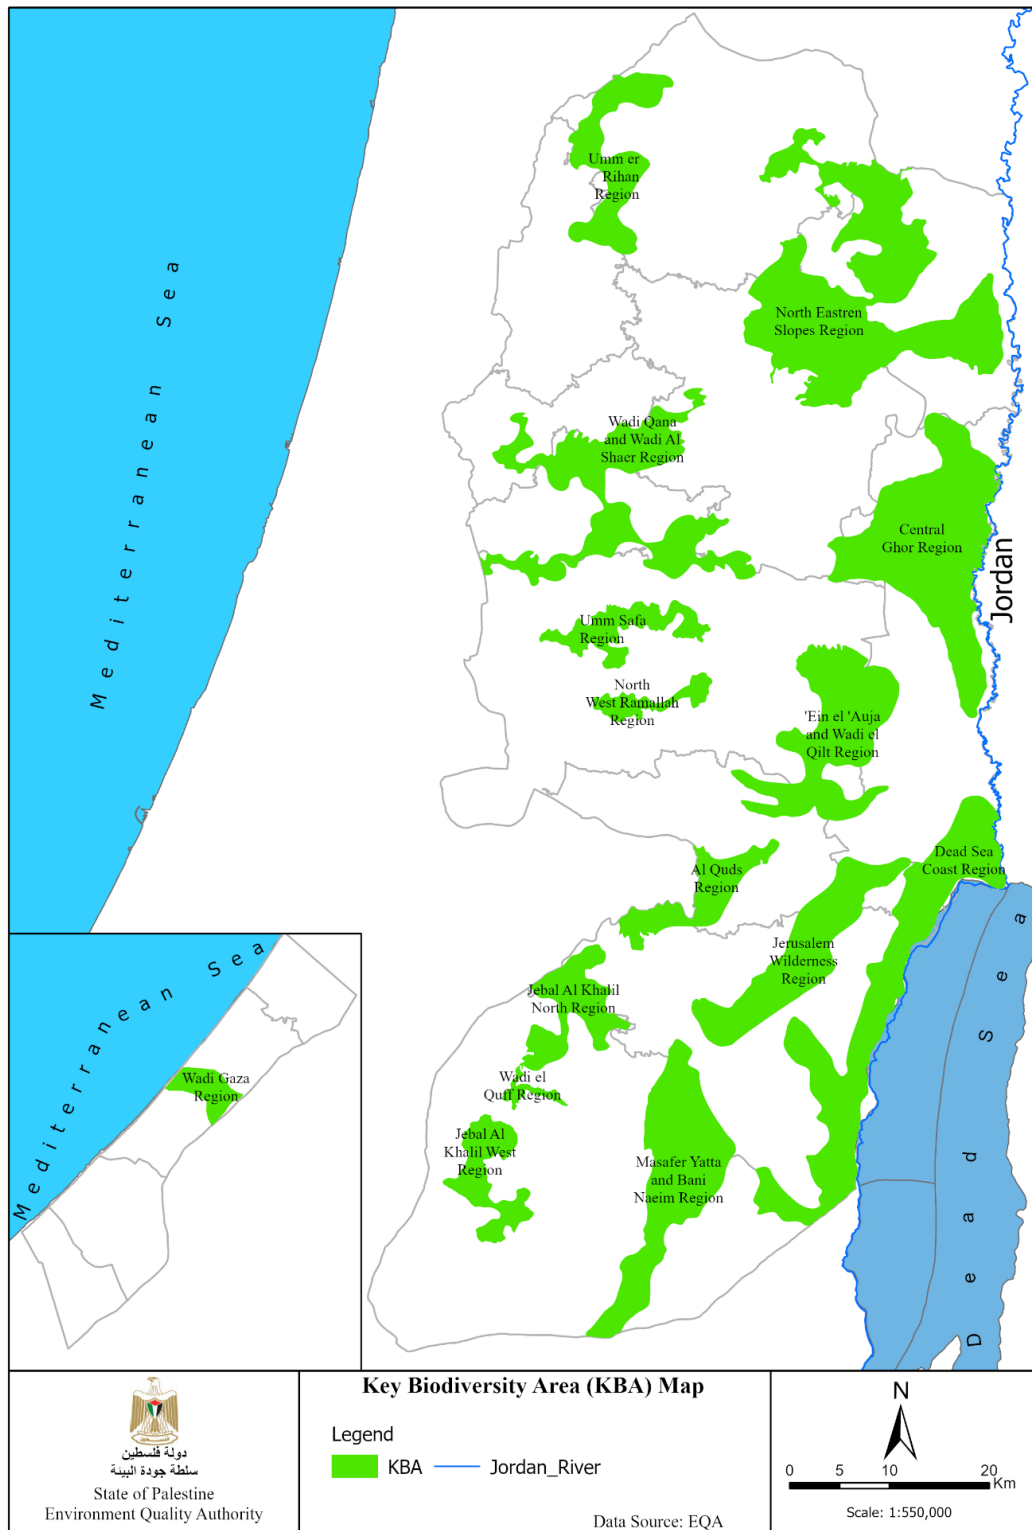 Mediterranean Sea
Umm er
Rihan
Region
North Eastren
Slopes Region
Wadi Qana
and Wadi Al
Shaer Region
Central
Ghor Region
Jordan
Umm Safa
Region
North
West Ramallah
Region
'Ein el 'Auja
and Wadi el
Qilt Region
Dead Sea
Coast Region
Al Quds
Region
Jerusalem
Wilderness
Region
Jebal Al Khalil
North Region
Wadi el
Quff Region
Jebal Al
Khalil West
Region
Masafer Yatta
and Bani
Naeim Region
Dead Sea
Mediterranean Sea
Wadi Gaza
Region
دولة فلسطين
سلطة جودة البيئة
State of Palestine
Environment Quality Authority
Key Biodiversity Area (KBA) Map
Legend
KBA
Jordan_River
Data Source: EQA
N
0 5 10 20
Km
Scale: 1:550,000